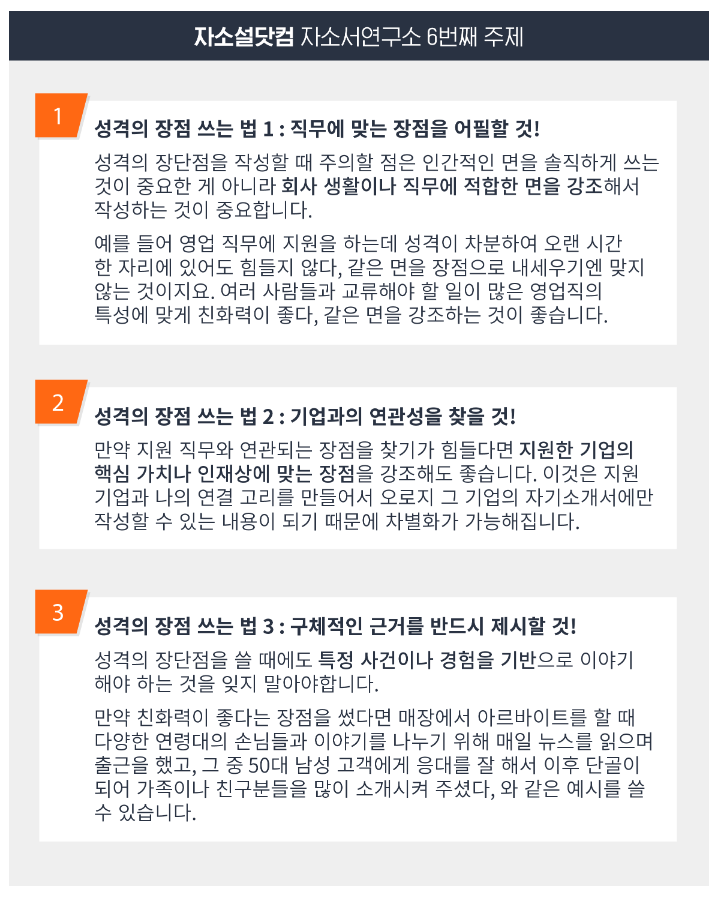 자소설닷컴 자소서연구소 6번째 주제
1
성격의 장점 쓰는 법 1 : 직무에 맞는 장점을 어필할 것!
성격의 장단점을 작성할 때 주의할 점은 인간적인 면을 솔직하게 쓰는
것이 중요한 게 아니라 회사 생활이나 직무에 적합한 면을 강조해서
작성하는 것이 중요합니다.
예를 들어 영업 직무에 지원을 하는데 성격이 차분하여 오랜 시간
한 자리에 있어도 힘들지 않다, 같은 면을 장점으로 내세우기엔 맞지
않는 것이지요. 여러 사람들과 교류해야 할 일이 많은 영업직의
특성에 맞게 친화력이 좋다, 같은 면을 강조하는 것이 좋습니다.
2
성격의 장점 쓰는 법 2 : 기업과의 연관성을 찾을 것!
만약 지원 직무와 연관되는 장점을 찾기가 힘들다면 지원한 기업의
핵심 가치나 인재상에 맞는 장점을 강조해도 좋습니다. 이것은 지원
기업과 나의 연결 고리를 만들어서 오로지 그 기업의 자기소개서에만
작성할 수 있는 내용이 되기 때문에 차별화가 가능해집니다.
3
성격의 장점 쓰는 법 3 : 구체적인 근거를 반드시 제시할 것!
성격의 장단점을 쓸 때에도 특정 사건이나 경험을 기반으로 이야기
해야 하는 것을 잊지 말아야합니다.
만약 친화력이 좋다는 장점을 썼다면 매장에서 아르바이트를 할 때
다양한 연령대의 손님들과 이야기를 나누기 위해 매일 뉴스를 읽으며
출근을 했고, 그 중 50대 남성 고객에게 응대를 잘 해서 이후 단골이
되어 가족이나 친구분들을 많이 소개시켜 주셨다, 와 같은 예시를 쓸
수 있습니다.